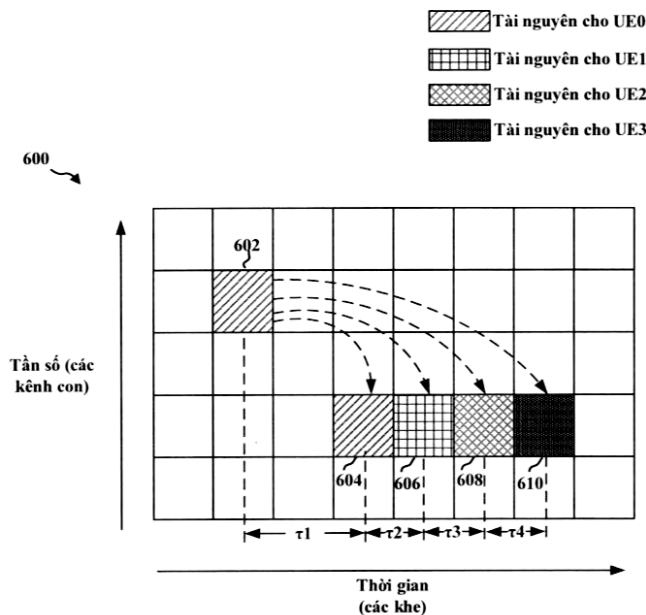 Tài nguyên cho UE0
Tài nguyên cho UE1
Tài nguyên cho UE2
Tài nguyên cho UE3
600
602
Tần số (các
kênh con)
604
606
608
610
τ1
τ2
τ3
τ4
Thời gian
(các khe)